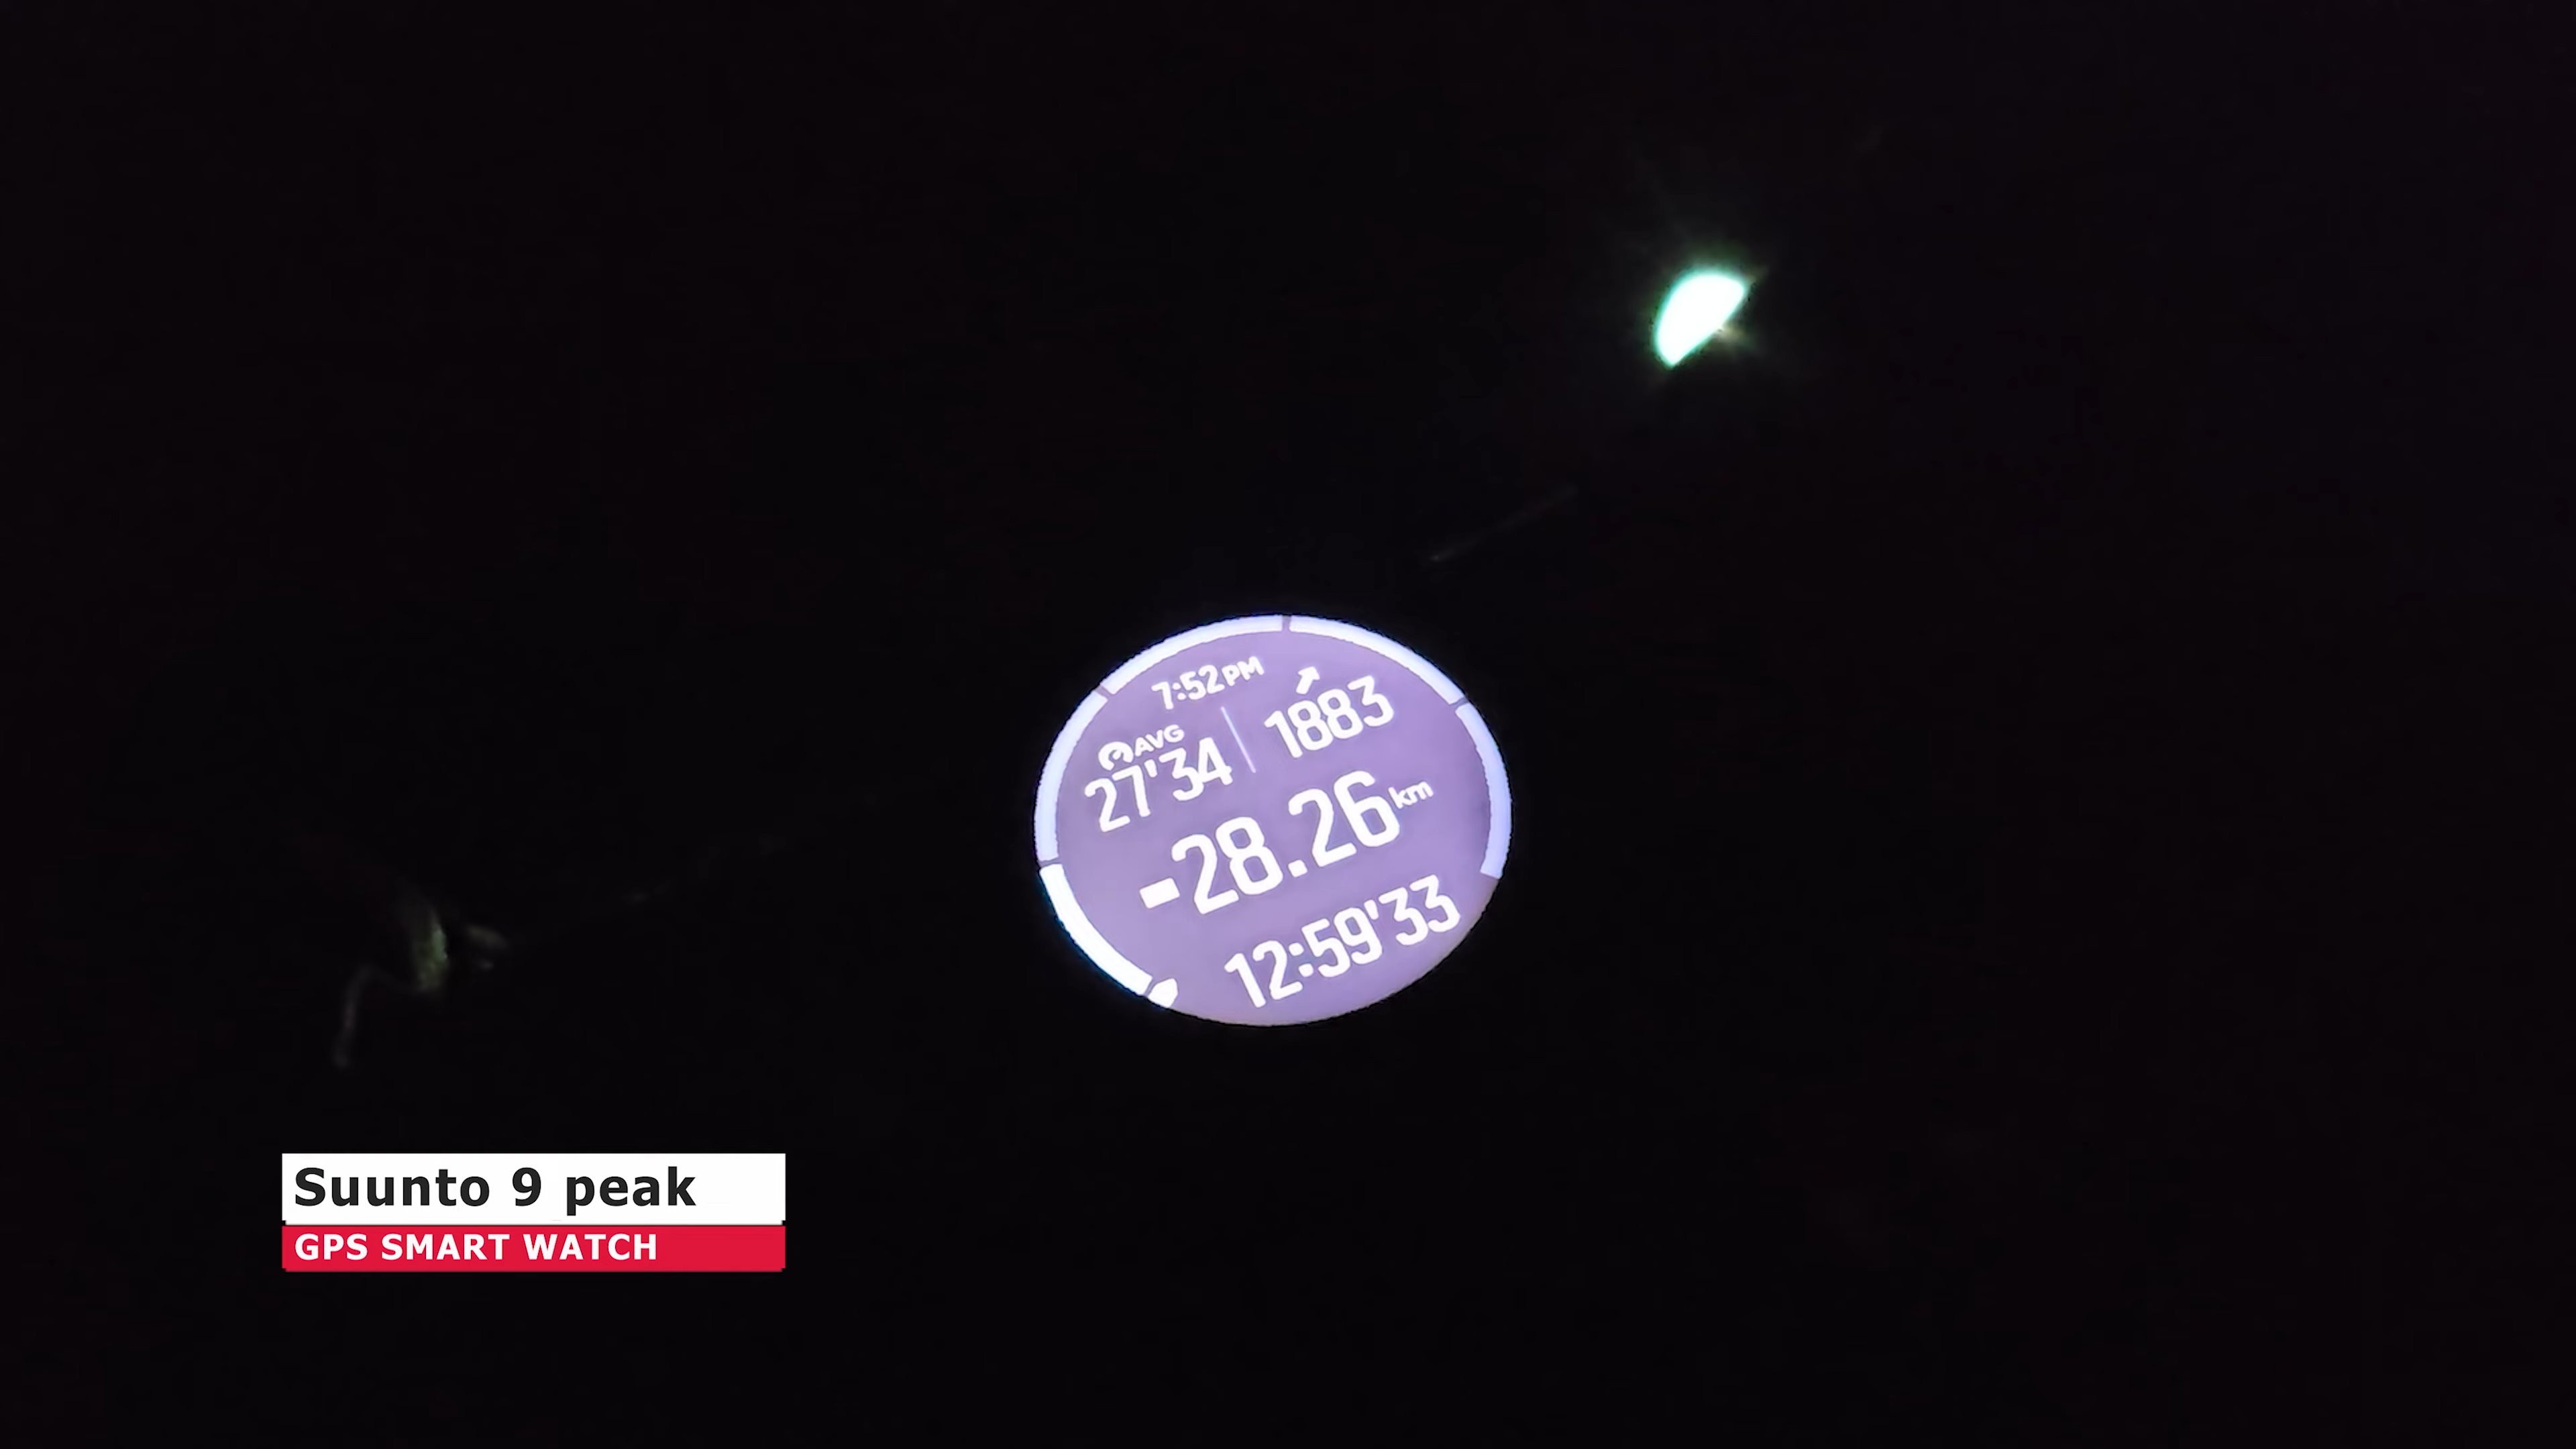 7:52PM
AVG
27'34
1883
-28.26km
12:59'33
Suunto 9 peak
GPS SMART WATCH